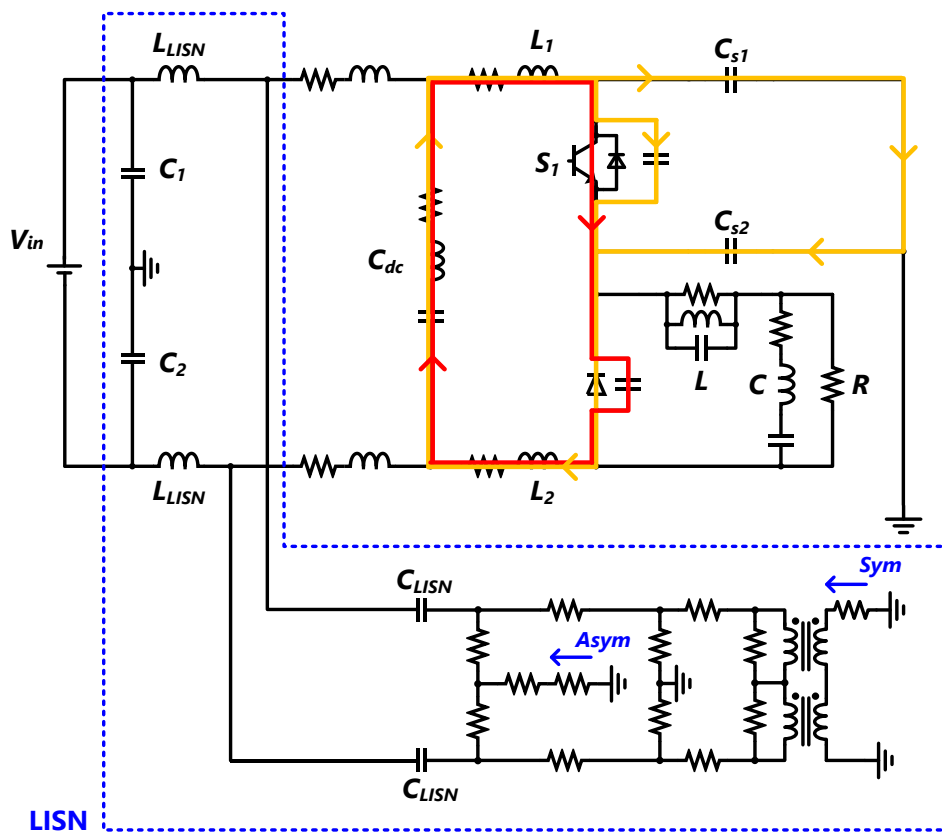 L_LISN
L_1
C_s1
C_1
S_1
V_in
C_s2
C_dc
C_2
L
C
R
L_LISN
L_2
C_LISN
Sym
Asym
C_LISN
LISN